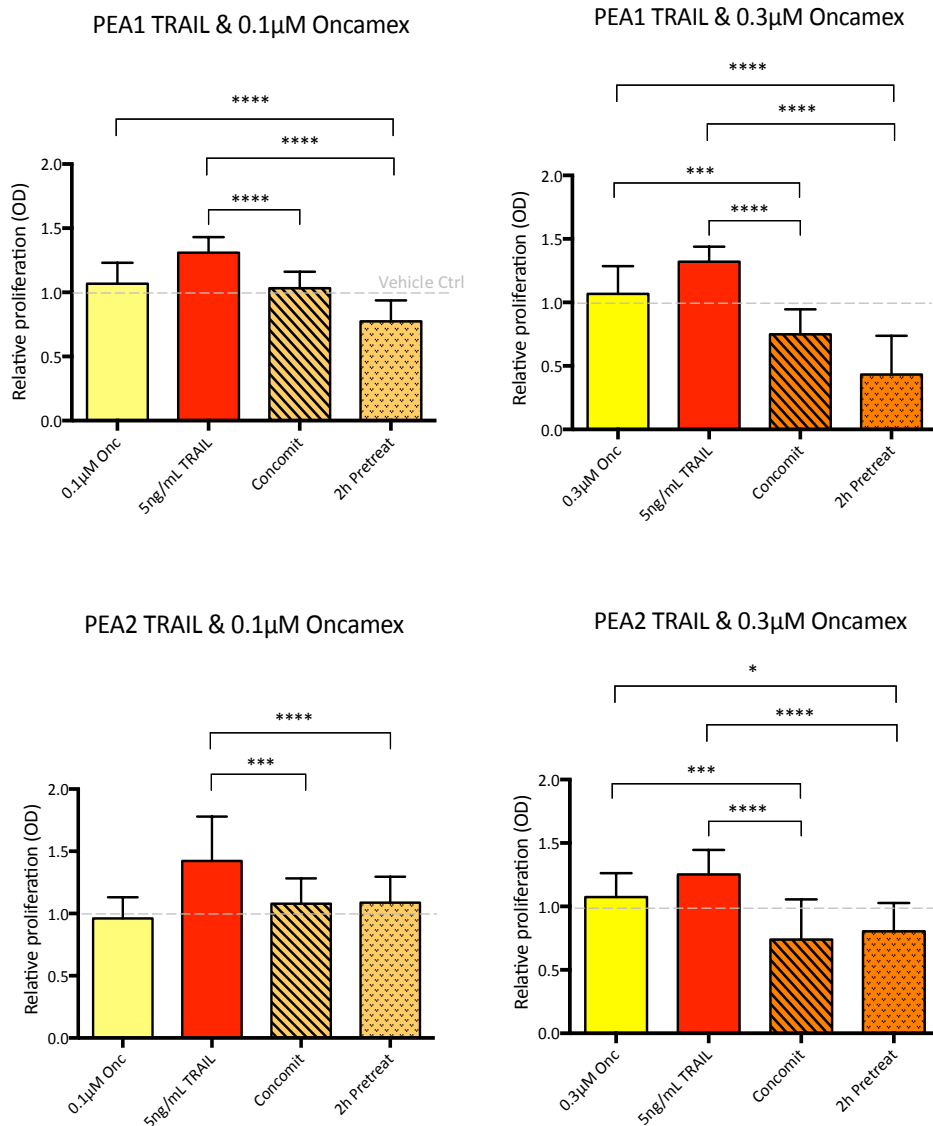 PEA1 TRAIL & 0.1µM Oncamex
****
****
****
Relative proliferation (OD)
2.0
1.5
1.0
0.5
0.0
Vehicle Ctrl
0.1µM Onc
5ng/mL TRAIL
Concomit
2h Pretreat
PEA1 TRAIL & 0.3µM Oncamex
****
****
***
****
Relative proliferation (OD)
2.0
1.5
1.0
0.5
0.0
0.3µM Onc
5ng/mL TRAIL
Concomit
2h Pretreat
PEA2 TRAIL & 0.1µM Oncamex
****
***
Relative proliferation (OD)
2.0
1.5
1.0
0.5
0.0
0.1µM Onc
5ng/mL TRAIL
Concomit
2h Pretreat
PEA2 TRAIL & 0.3µM Oncamex
*
****
***
****
Relative proliferation (OD)
2.0
1.5
1.0
0.5
0.0
0.3µM Onc
5ng/mL TRAIL
Concomit
2h Pretreat